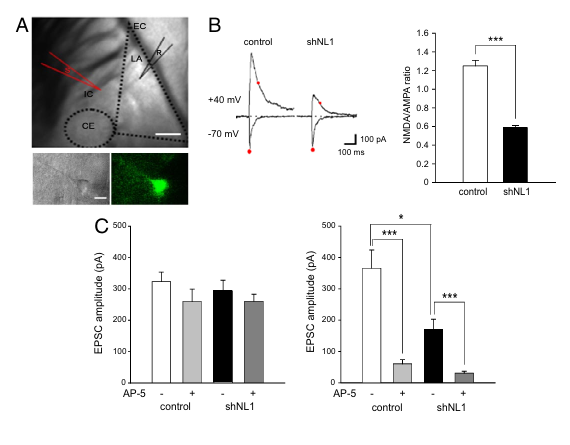 A
EC
LA
R
IC
CE
B
control
shNL1
+40 mV
-70 mV
100 pA
100 ms
NMDA/AMPA ratio
1.6
1.4
1.2
1.0
0.8
0.6
0.4
0.2
0
***
control
shNL1
C
EPSC amplitude (pA)
500
400
300
200
100
0
AP-5 - + - +
control shNL1
EPSC amplitude (pA)
500
400
300
200
100
0
*
***
***
AP-5 - + - +
control shNL1